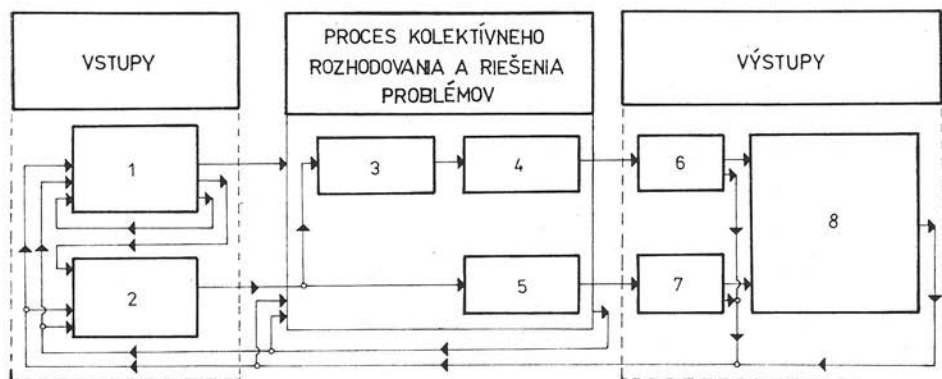 VSTUPY
PROCES KOLEKTÍVNEHO
ROZHODOVANIA A RIEŠENIA
PROBLÉMOV
VÝSTUPY
1
3
4
6
8
2
5
7